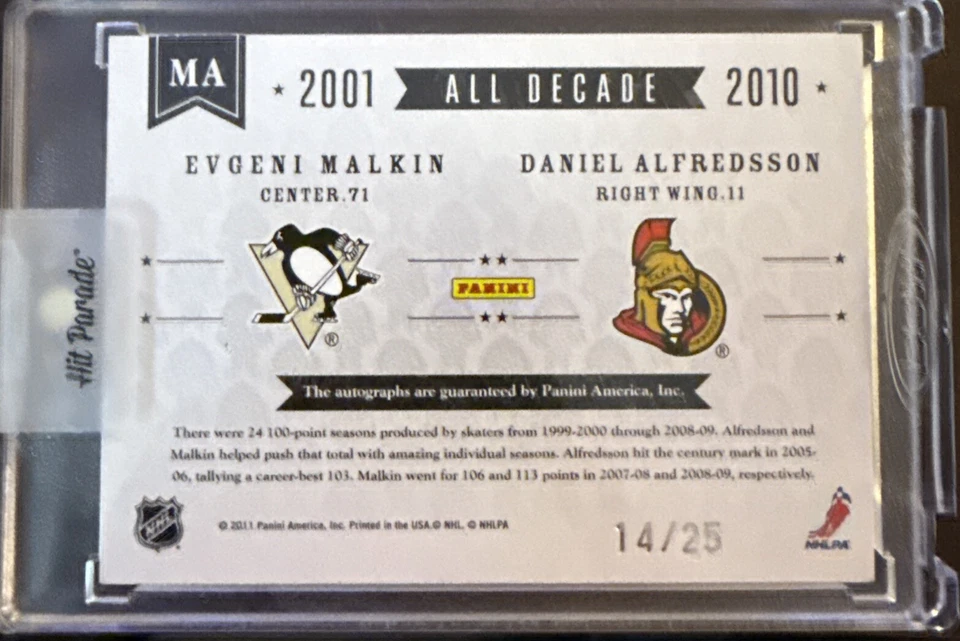 MA
2001 ALL DECADE 2010
EVGENI MALKIN
CENTER.71
DANIEL ALFREDSSON
RIGHT WING.11
PANINI
®
®
Hit Parade™
The autographs are guaranteed by Panini America, Inc.
There were 24 100-point seasons produced by skaters from 1999-2000 through 2008-09. Alfredsson and
Malkin helped push that total with amazing individual seasons. Alfredsson hit the century mark in 2005-
06, tallying a career-best 103. Malkin went for 106 and 113 points in 2007-08 and 2008-09, respectively.
NHL
© 2011 Panini America, Inc. Printed in the USA.© NHL. © NHLPA
14/25
NHLPA